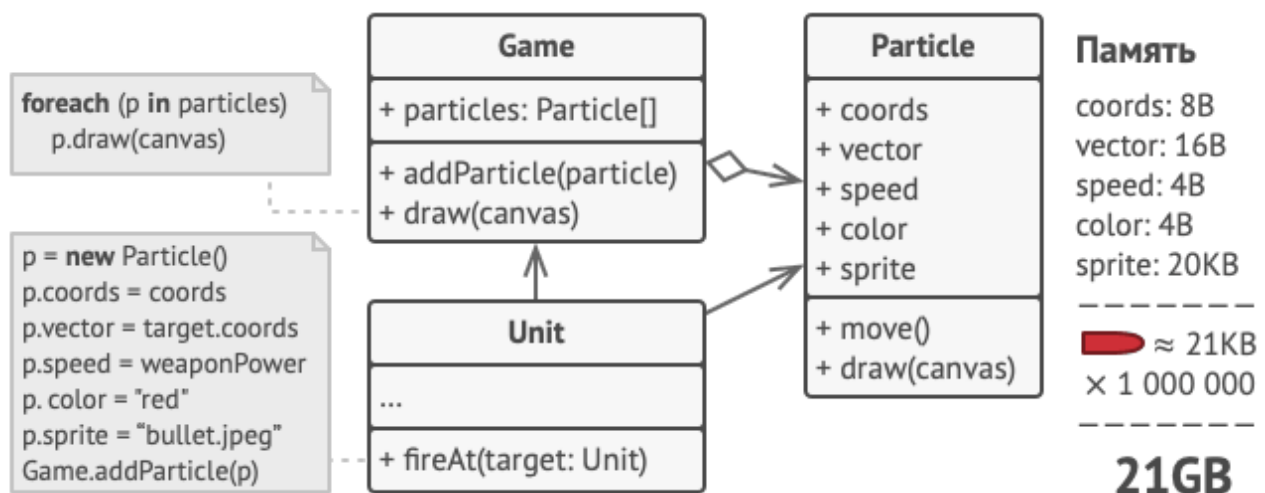 foreach (p in particles)
p.draw(canvas)
p = new Particle()
p.coords = coords
p.vector = target.coords
p.speed = weaponPower
p. color = "red"
p.sprite = “bullet.jpeg”
Game.addParticle(p)
Game
+ particles: Particle[]
+ addParticle(particle)
+ draw(canvas)
Unit
...
+ fireAt(target: Unit)
Particle
+ coords
+ vector
+ speed
+ color
+ sprite
+ move()
+ draw(canvas)
Память
coords: 8B
vector: 16B
speed: 4B
color: 4B
sprite: 20KB
≈ 21KB
× 1 000 000
21GB